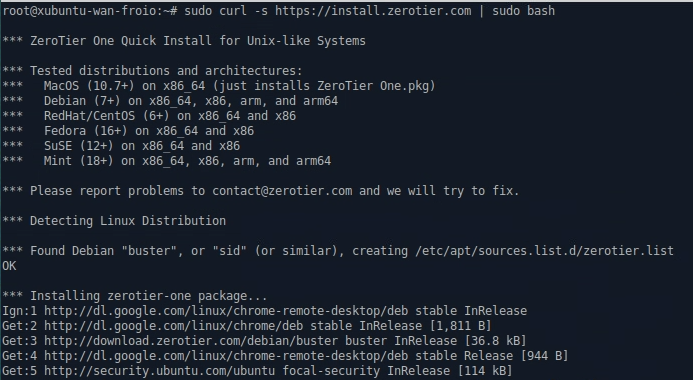 root@xubuntu-wan-froio:~# sudo curl -s https://install.zerotier.com | sudo bash
*** ZeroTier One Quick Install for Unix-like Systems
*** Tested distributions and architectures:
***   MacOS (10.7+) on x86_64 (just installs ZeroTier One.pkg)
***   Debian (7+) on x86_64, x86, arm, and arm64
***   RedHat/CentOS (6+) on x86_64 and x86
***   Fedora (16+) on x86_64 and x86
***   SuSE (12+) on x86_64 and x86
***   Mint (18+) on x86_64, x86, arm, and arm64
*** Please report problems to contact@zerotier.com and we will try to fix.
*** Detecting Linux Distribution
*** Found Debian "buster", or "sid" (or similar), creating /etc/apt/sources.list.d/zerotier.list
OK
*** Installing zerotier-one package...
Ign:1 http://dl.google.com/linux/chrome-remote-desktop/deb stable InRelease
Get:2 http://dl.google.com/linux/chrome/deb stable InRelease [1,811 B]
Get:3 http://download.zerotier.com/debian/buster buster InRelease [36.8 kB]
Get:4 http://dl.google.com/linux/chrome-remote-desktop/deb stable Release [944 B]
Get:5 http://security.ubuntu.com/ubuntu focal-security InRelease [114 kB]